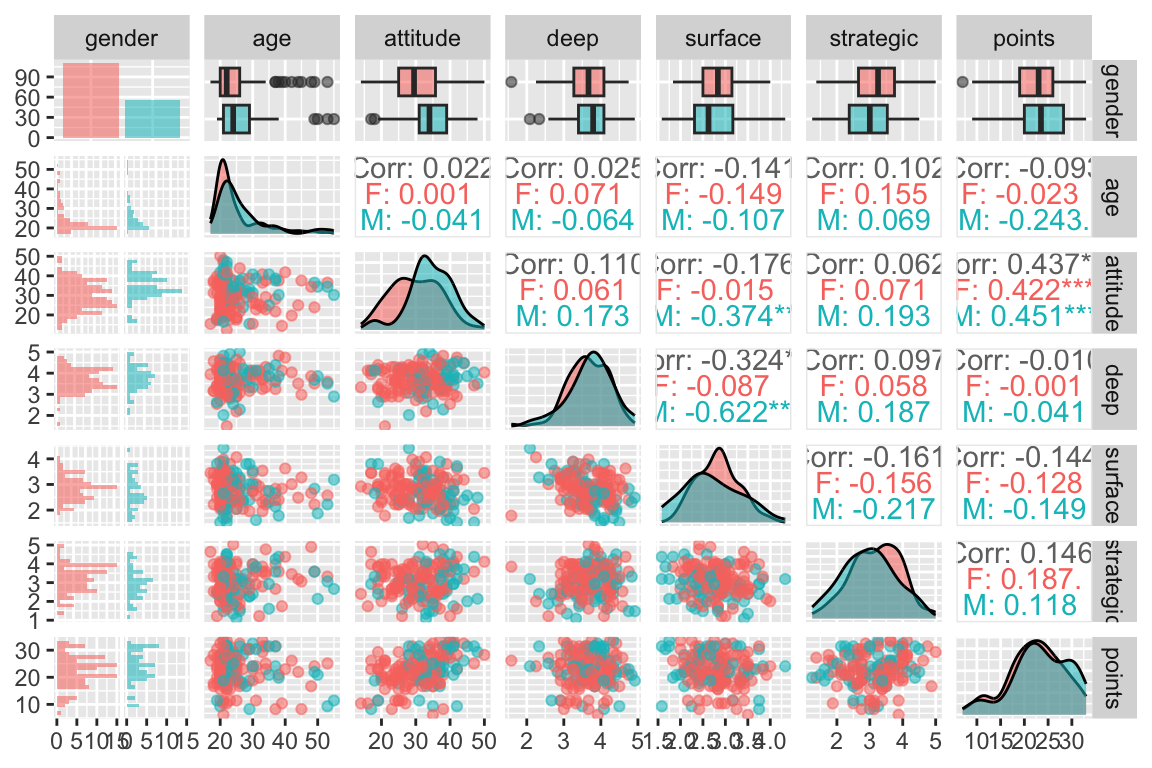 gender age attitude deep surface strategic points
90
60
30
0
gender
50
40
30
20
Corr: 0.022 Corr: 0.025 Corr: -0.141 Corr: 0.102 Corr: -0.093
F: 0.001 F: 0.071 F: -0.149 F: 0.155 F: -0.023
M: -0.041 M: -0.064 M: -0.107 M: 0.069 M: -0.243.
age
50
40
30
20
Corr: 0.110 Corr: -0.176 Corr: 0.062 Corr: 0.437*
F: 0.061 F: -0.015 F: 0.071 F: 0.422***
M: 0.173 M: -0.374** M: 0.193 M: 0.451***
attitude
5
4
3
2
Corr: -0.324* Corr: 0.097 Corr: -0.010
F: -0.087 F: 0.058 F: -0.001
M: -0.622** M: 0.187 M: -0.041
deep
4
3
2
Corr: -0.161 Corr: -0.144
F: -0.156 F: -0.128
M: -0.217 M: -0.149
surface
5
4
3
2
1
Corr: 0.146
F: 0.187.
M: 0.118
strategic
30
20
10
points
0 5 10 15 0 5 10 15 20 30 40 50 20 30 40 50 2 3 4 5 1.5 2.0 2.5 3.0 3.5 4.0 2 3 4 5 10 15 20 25 30